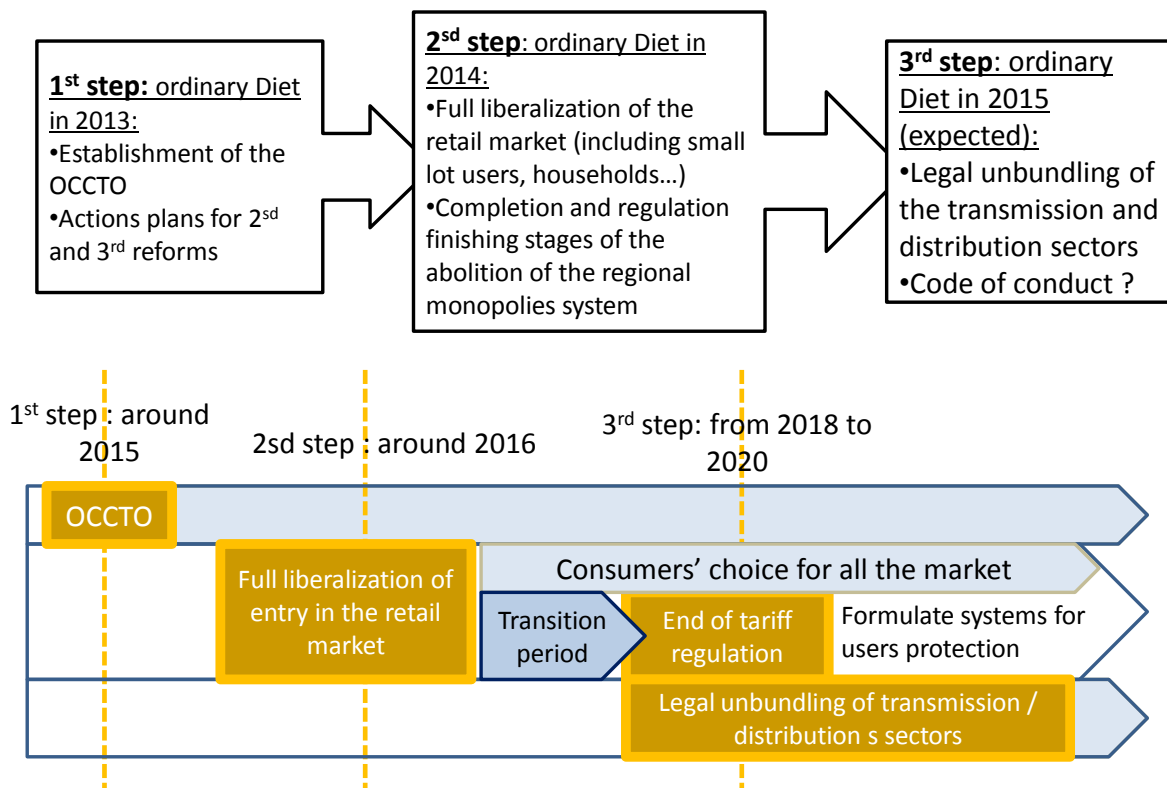 1st step: ordinary Diet
in 2013:
•Establishment of the
OCCTO
•Actions plans for 2sd
and 3rd reforms
2sd step: ordinary Diet in
2014:
•Full liberalization of the
retail market (including small
lot users, households…)
•Completion and regulation
finishing stages of the
abolition of the regional
monopolies system
3rd step: ordinary
Diet in 2015
(expected):
•Legal unbundling of
the transmission and
distribution sectors
•Code of conduct ?
1st step : around
2015
2sd step : around 2016
3rd step: from 2018 to
2020
OCCTO
Full liberalization of
entry in the retail
market
Consumers’ choice for all the market
Transition
period
End of tariff
regulation
Formulate systems for
users protection
Legal unbundling of transmission /
distribution s sectors